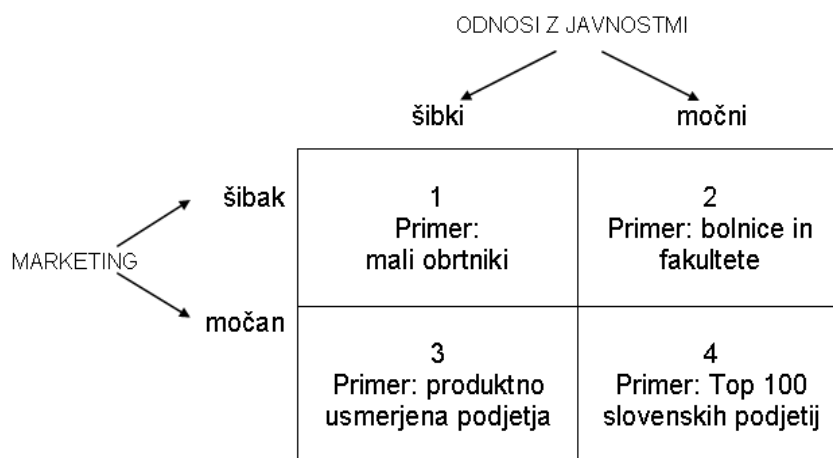 ODNOSI Z JAVNOSTMI
šibki
močni
šibak
1
Primer:
mali obrtniki
2
Primer: bolnice in
fakultete
MARKETING
močan
3
Primer: produktno
usmerjena podjetja
4
Primer: Top 100
slovenskih podjetij